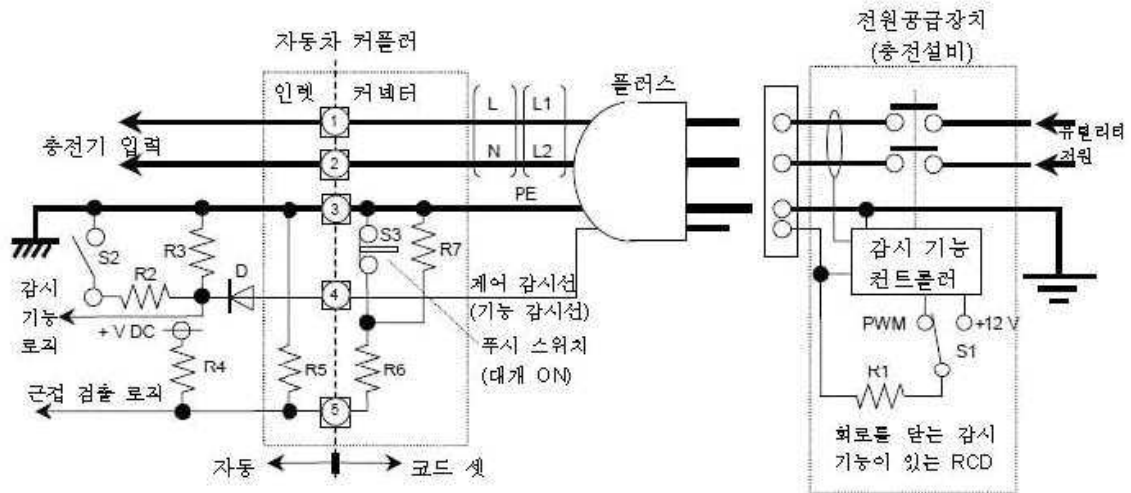 전원공급장치
(충전설비)
자동차 커플러
플러스
인렛 커넥터
L L1
N L2
PE
충전기 입력
유틸리티
전원
1
2
3
4
5
S2
R3
R2
D
S3
R7
감시
기능
로직
+ V DC
R4
R5
R6
제어 감시선
(기능 감시선)
푸시 스위치
(대개 ON)
근접 검출 로직
감시 기능
컨트롤러
PWM
+12 V
S1
R1
회로를 닫는 감시
기능이 있는 RCD
자동
코드 셋